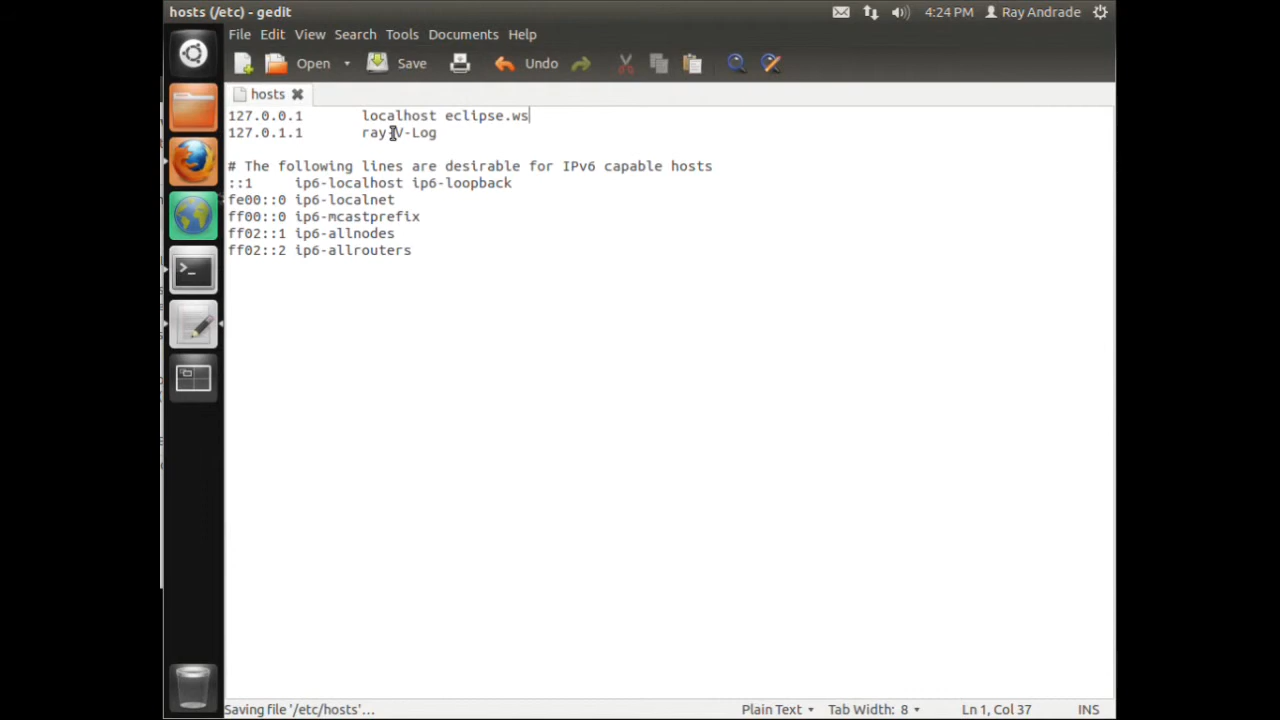 hosts (/etc) - gedit
4:24 PM Ray Andrade
File Edit View Search Tools Documents Help
Open Save Undo
hosts
127.0.0.1 localhost eclipse.ws
127.0.1.1 ray-V-Log
# The following lines are desirable for IPv6 capable hosts
::1 ip6-localhost ip6-loopback
fe00::0 ip6-localnet
ff00::0 ip6-mcastprefix
ff02::1 ip6-allnodes
ff02::2 ip6-allrouters
>_
Saving file '/etc/hosts'... Plain Text Tab Width: 8 Ln 1, Col 37 INS